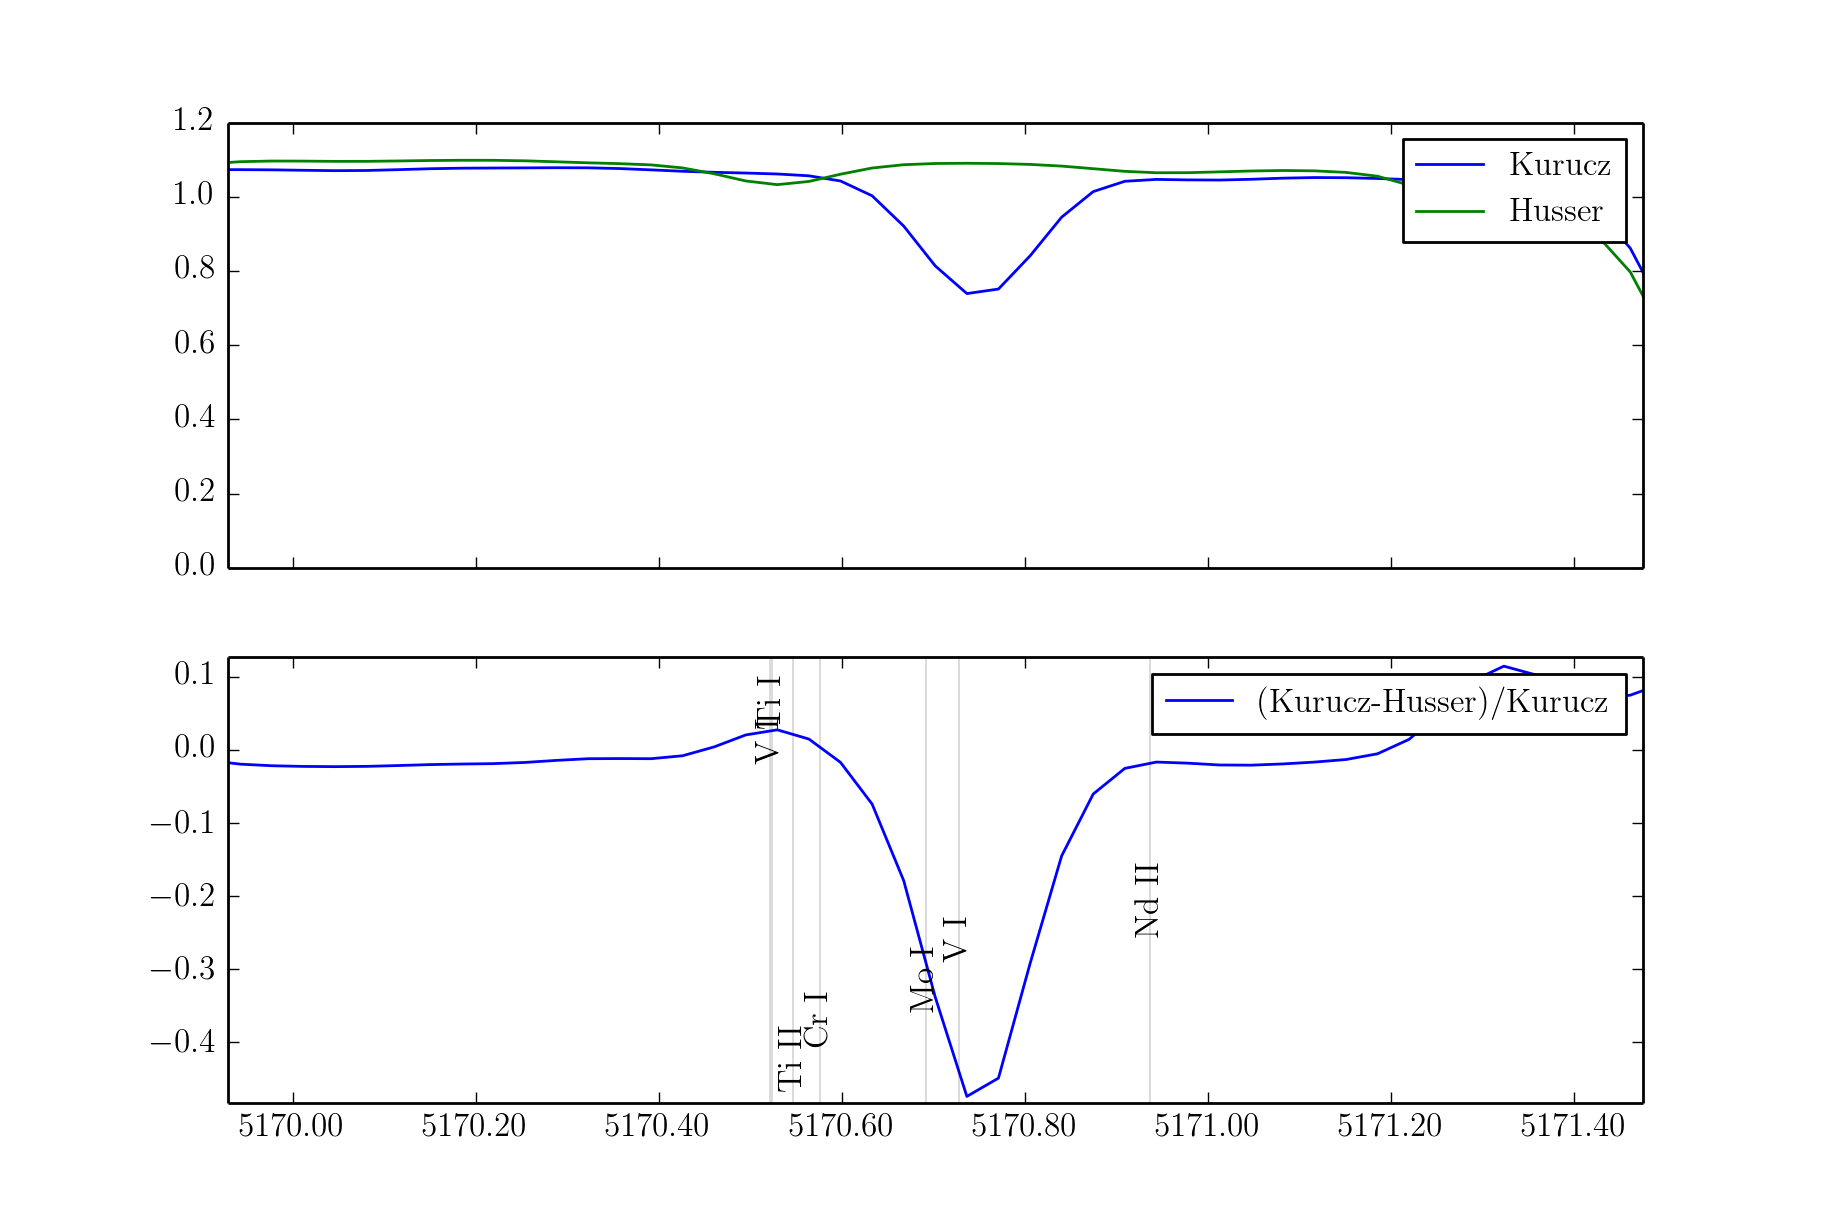 1.2
1.0
0.8
0.6
0.4
0.2
0.0
Kurucz
Husser
0.1
0.0
−0.1
−0.2
−0.3
−0.4
(Kurucz-Husser)/Kurucz
V I
Ti I
Ti II
Cr I
Mo I
V I
Nd II
5170.00 5170.20 5170.40 5170.60 5170.80 5171.00 5171.20 5171.40